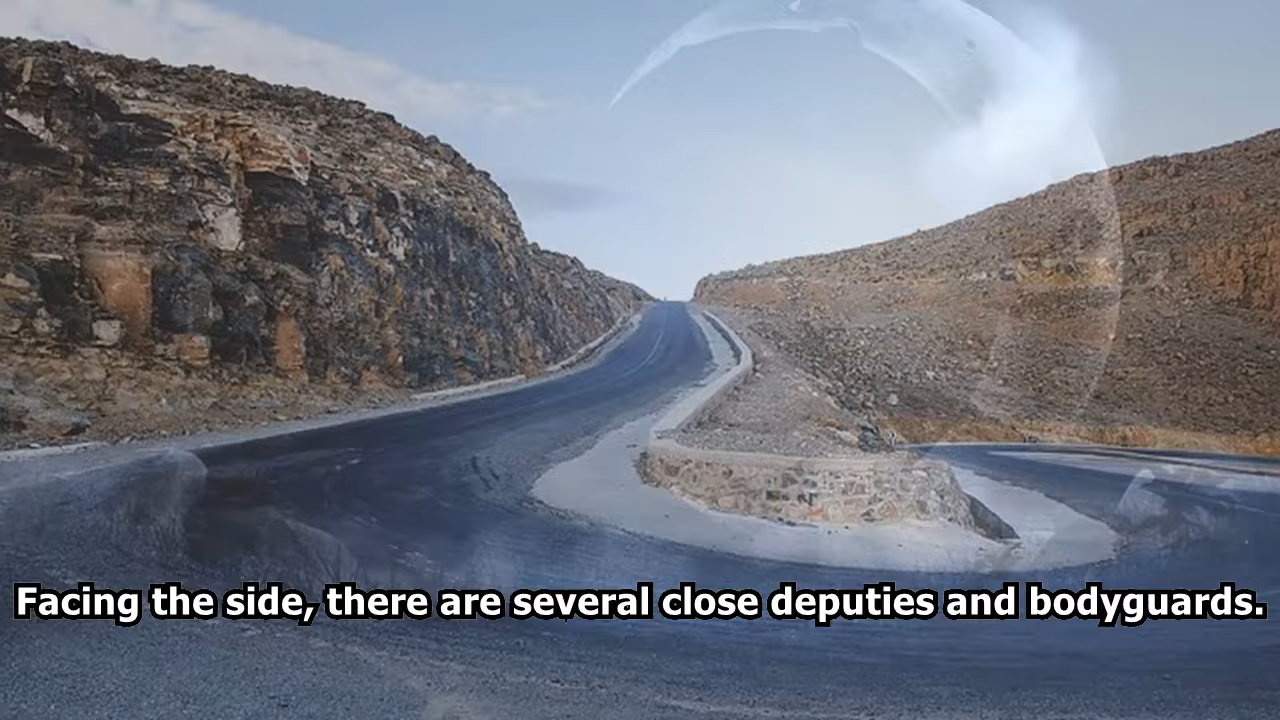 Facing the side, there are several close deputies and bodyguards.